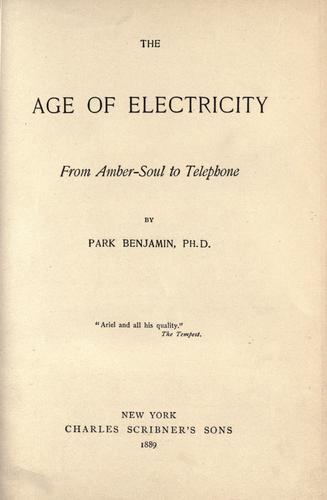 THE
AGE OF ELECTRICITY
From Amber-Soul to Telephone
BY
PARK BENJAMIN, PH.D.
"Ariel and all his quality."
The Tempest.
NEW YORK
CHARLES SCRIBNER'S SONS
1889